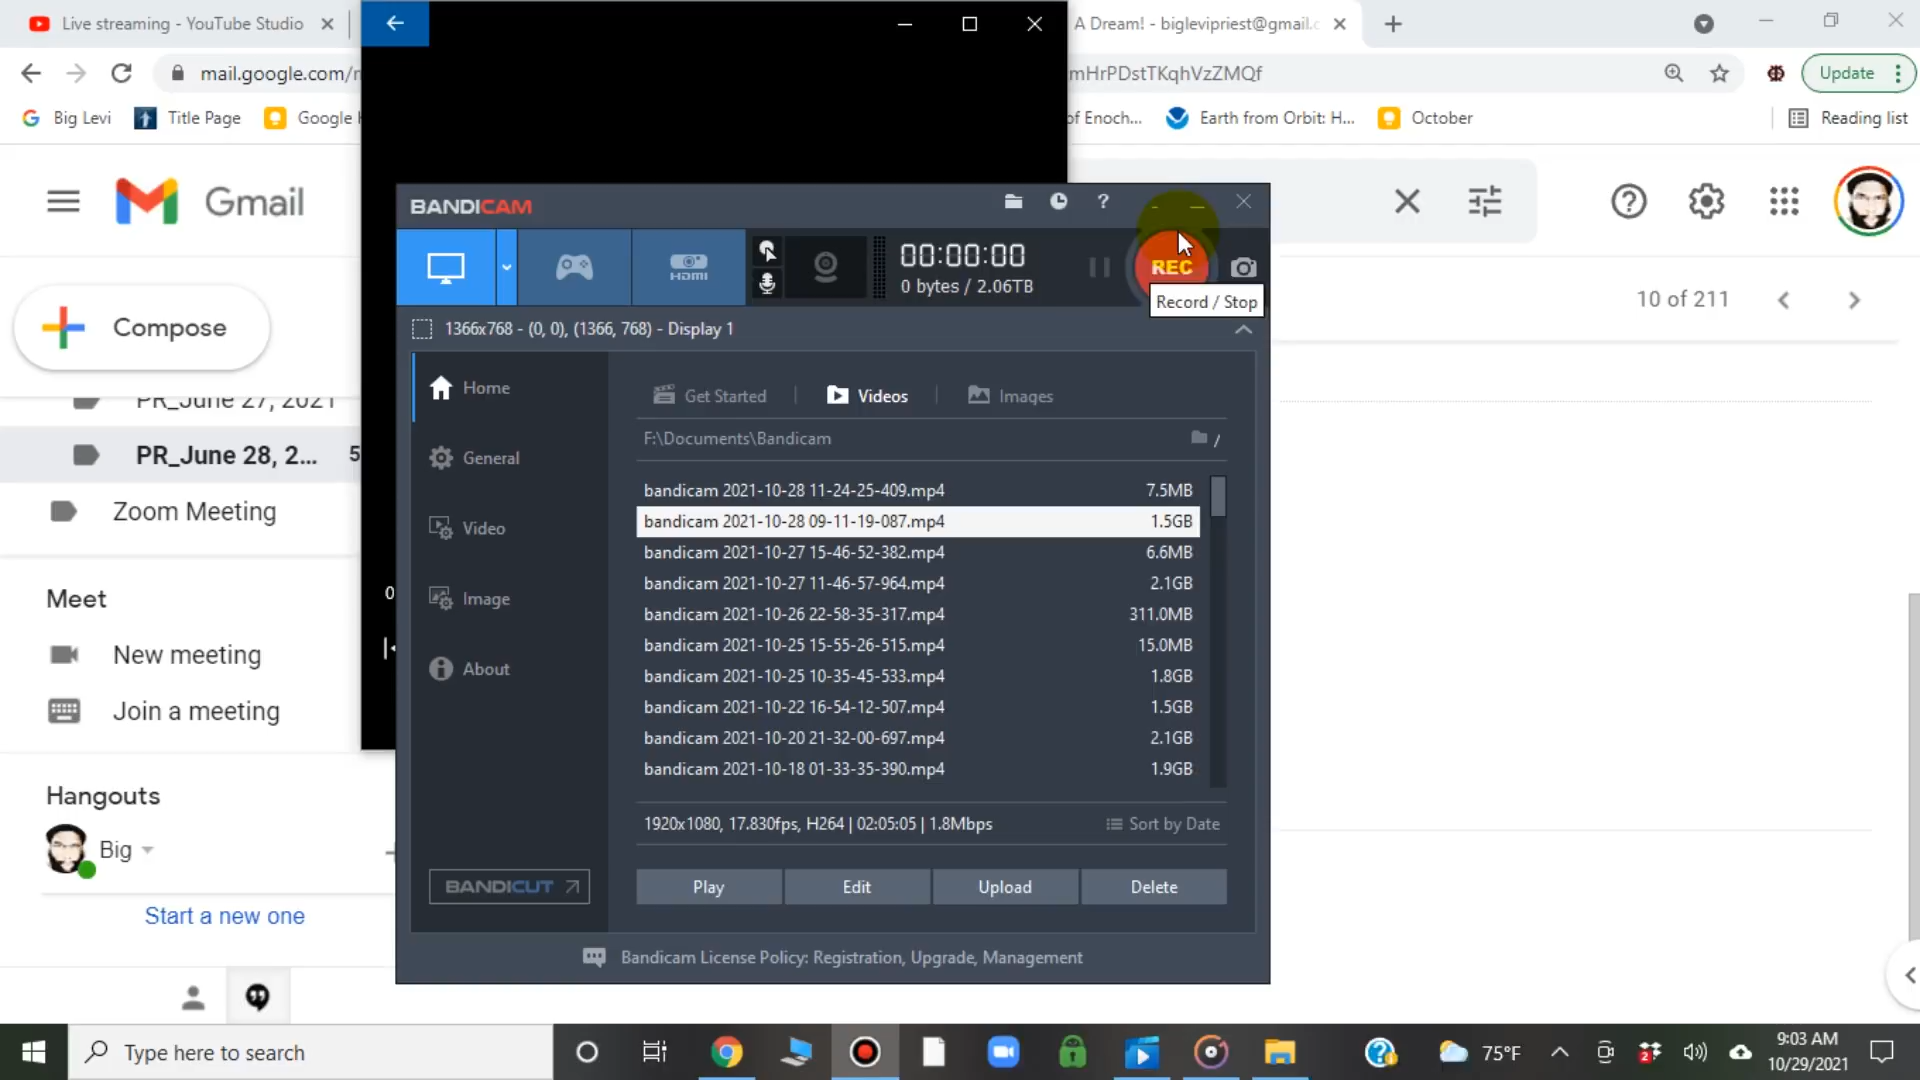 Live streaming - YouTube Studio
A Dream! - biglevipriest@gmail.c
mail.google.com/r
mHrPDstTKqhVzZMQf
Update
Big Levi
Title Page
Google
of Enoch...
Earth from Orbit: H...
October
Reading list
Gmail
BANDICAM
?
HDMI
00:00:00
0 bytes / 2.06TB
REC
Record / Stop
10 of 211
Compose
1366x768 - (0, 0), (1366, 768) - Display 1
PR_June 27, 2021
PR_June 28, 2... 5
Zoom Meeting
Meet
New meeting
Join a meeting
Hangouts
Big
Start a new one
0
Home
General
Video
Image
About
BANDICUT
Get Started
Videos
Images
F:\Documents\Bandicam
/
bandicam 2021-10-28 11-24-25-409.mp4 7.5MB
bandicam 2021-10-28 09-11-19-087.mp4 1.5GB
bandicam 2021-10-27 15-46-52-382.mp4 6.6MB
bandicam 2021-10-27 11-46-57-964.mp4 2.1GB
bandicam 2021-10-26 22-58-35-317.mp4 311.0MB
bandicam 2021-10-25 15-55-26-515.mp4 15.0MB
bandicam 2021-10-25 10-35-45-533.mp4 1.8GB
bandicam 2021-10-22 16-54-12-507.mp4 1.5GB
bandicam 2021-10-20 21-32-00-697.mp4 2.1GB
bandicam 2021-10-18 01-33-35-390.mp4 1.9GB
1920x1080, 17.830fps, H264 | 02:05:05 | 1.8Mbps
Sort by Date
Play
Edit
Upload
Delete
Bandicam License Policy: Registration, Upgrade, Management
Type here to search
75°F
2
9:03 AM
10/29/2021